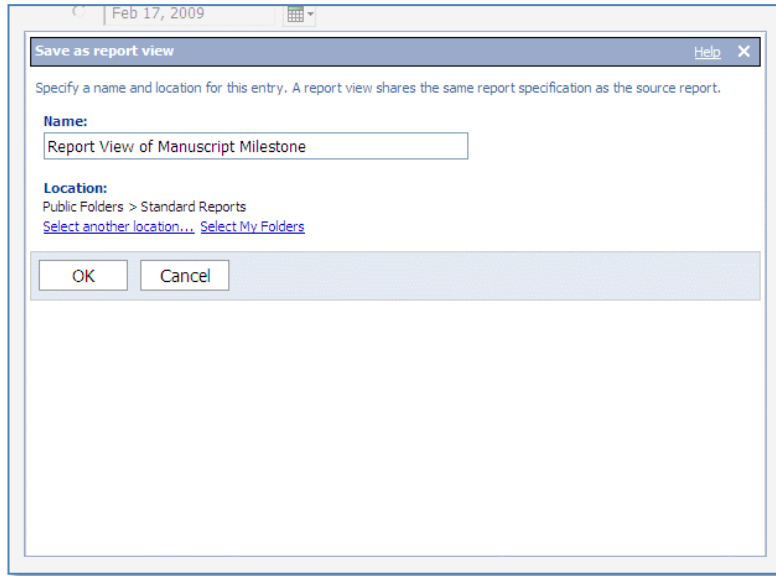 Feb 17, 2009
Save as report view Help
Specify a name and location for this entry. A report view shares the same report specification as the source report.
Name:
Report View of Manuscript Milestone
Location:
Public Folders > Standard Reports
Select another location... Select My Folders
OK Cancel